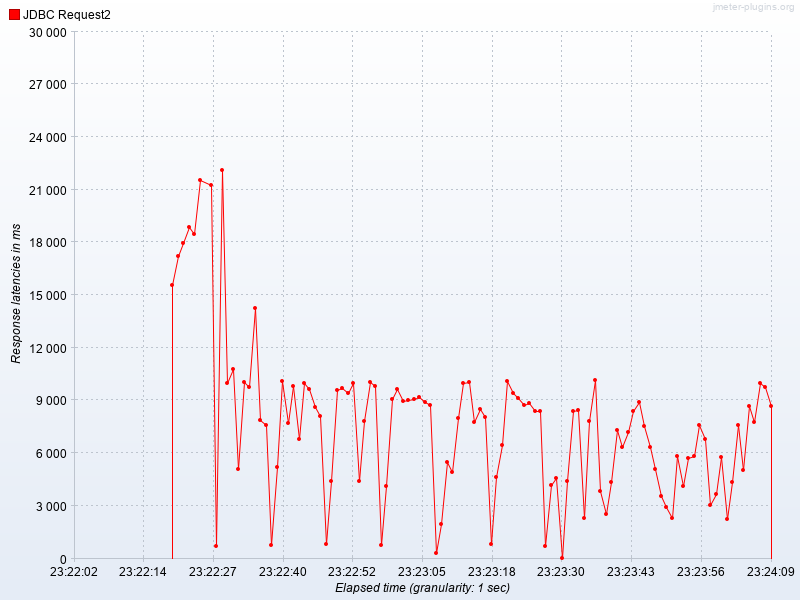 jmeter-plugins.org
JDBC Request2
30 000
27 000
24 000
21 000
18 000
15 000
12 000
9 000
6 000
3 000
0
Response latencies in ms
23:22:02 23:22:14 23:22:27 23:22:40 23:22:52 23:23:05 23:23:18 23:23:30 23:23:43 23:23:56 23:24:09
Elapsed time (granularity: 1 sec)